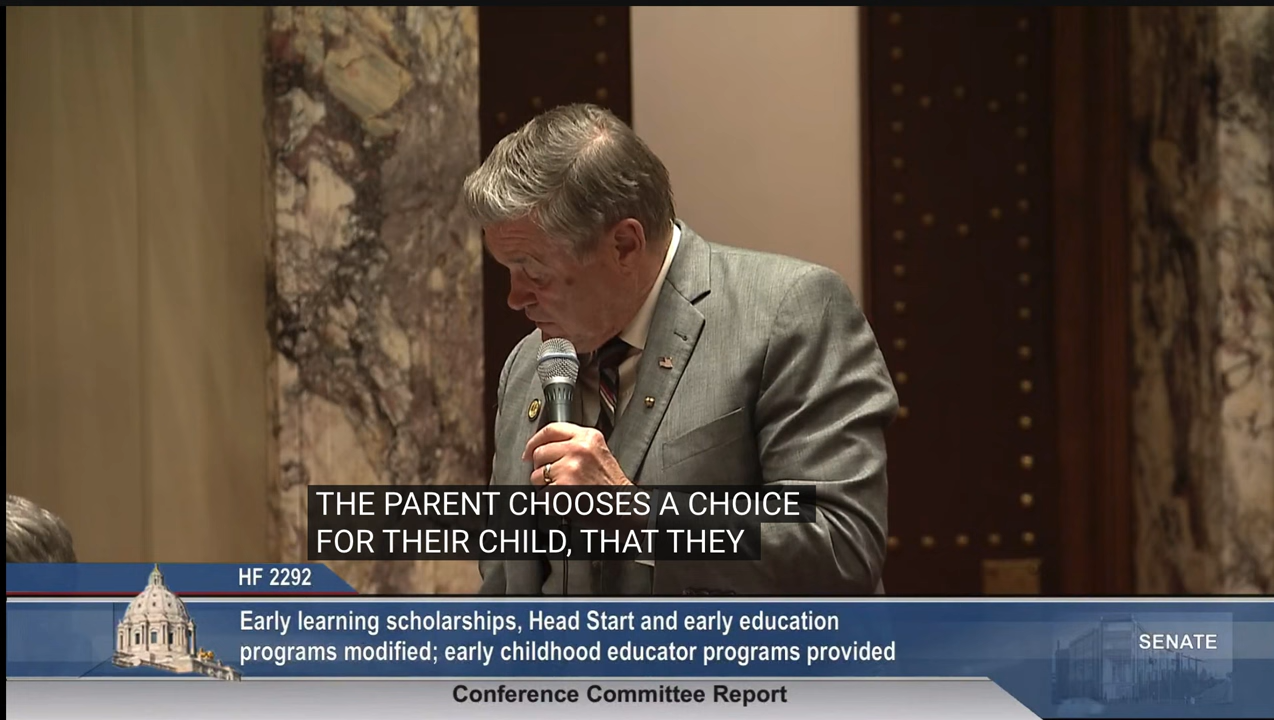 THE PARENT CHOOSES A CHOICE
FOR THEIR CHILD, THAT THEY
HF 2292
Early learning scholarships, Head Start and early education
programs modified; early childhood educator programs provided
SENATE
Conference Committee Report